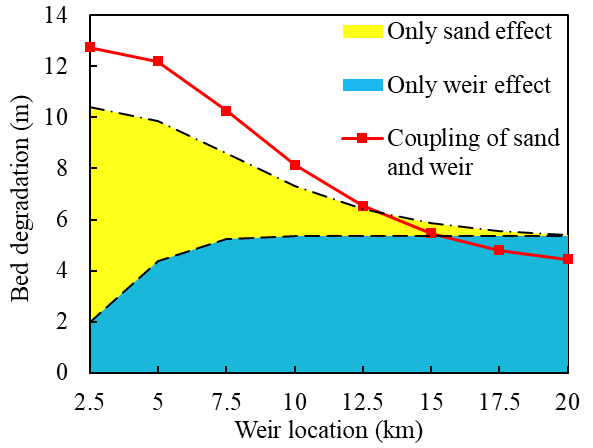 14
12
10
8
6
4
2
0
Bed degradation (m)
Only sand effect
Only weir effect
Coupling of sand
and weir
2.5 5 7.5 10 12.5 15 17.5 20
Weir location (km)